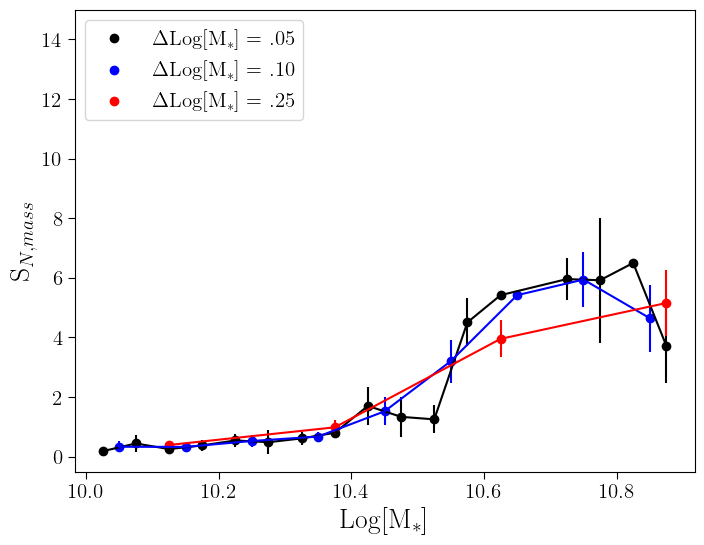 ΔLog[M*] = .05
ΔLog[M*] = .10
ΔLog[M*] = .25
14
12
10
8
6
4
2
0
S_N,mass
10.0 10.2 10.4 10.6 10.8
Log[M*]